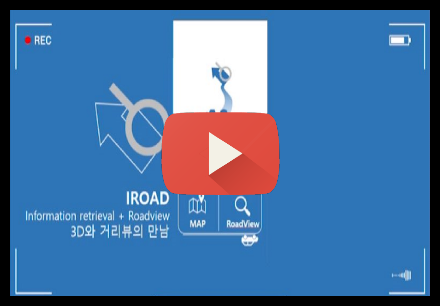 REC
IROAD
Information retrieval + Roadview
3D와 거리뷰의 만남
MAP
RoadView